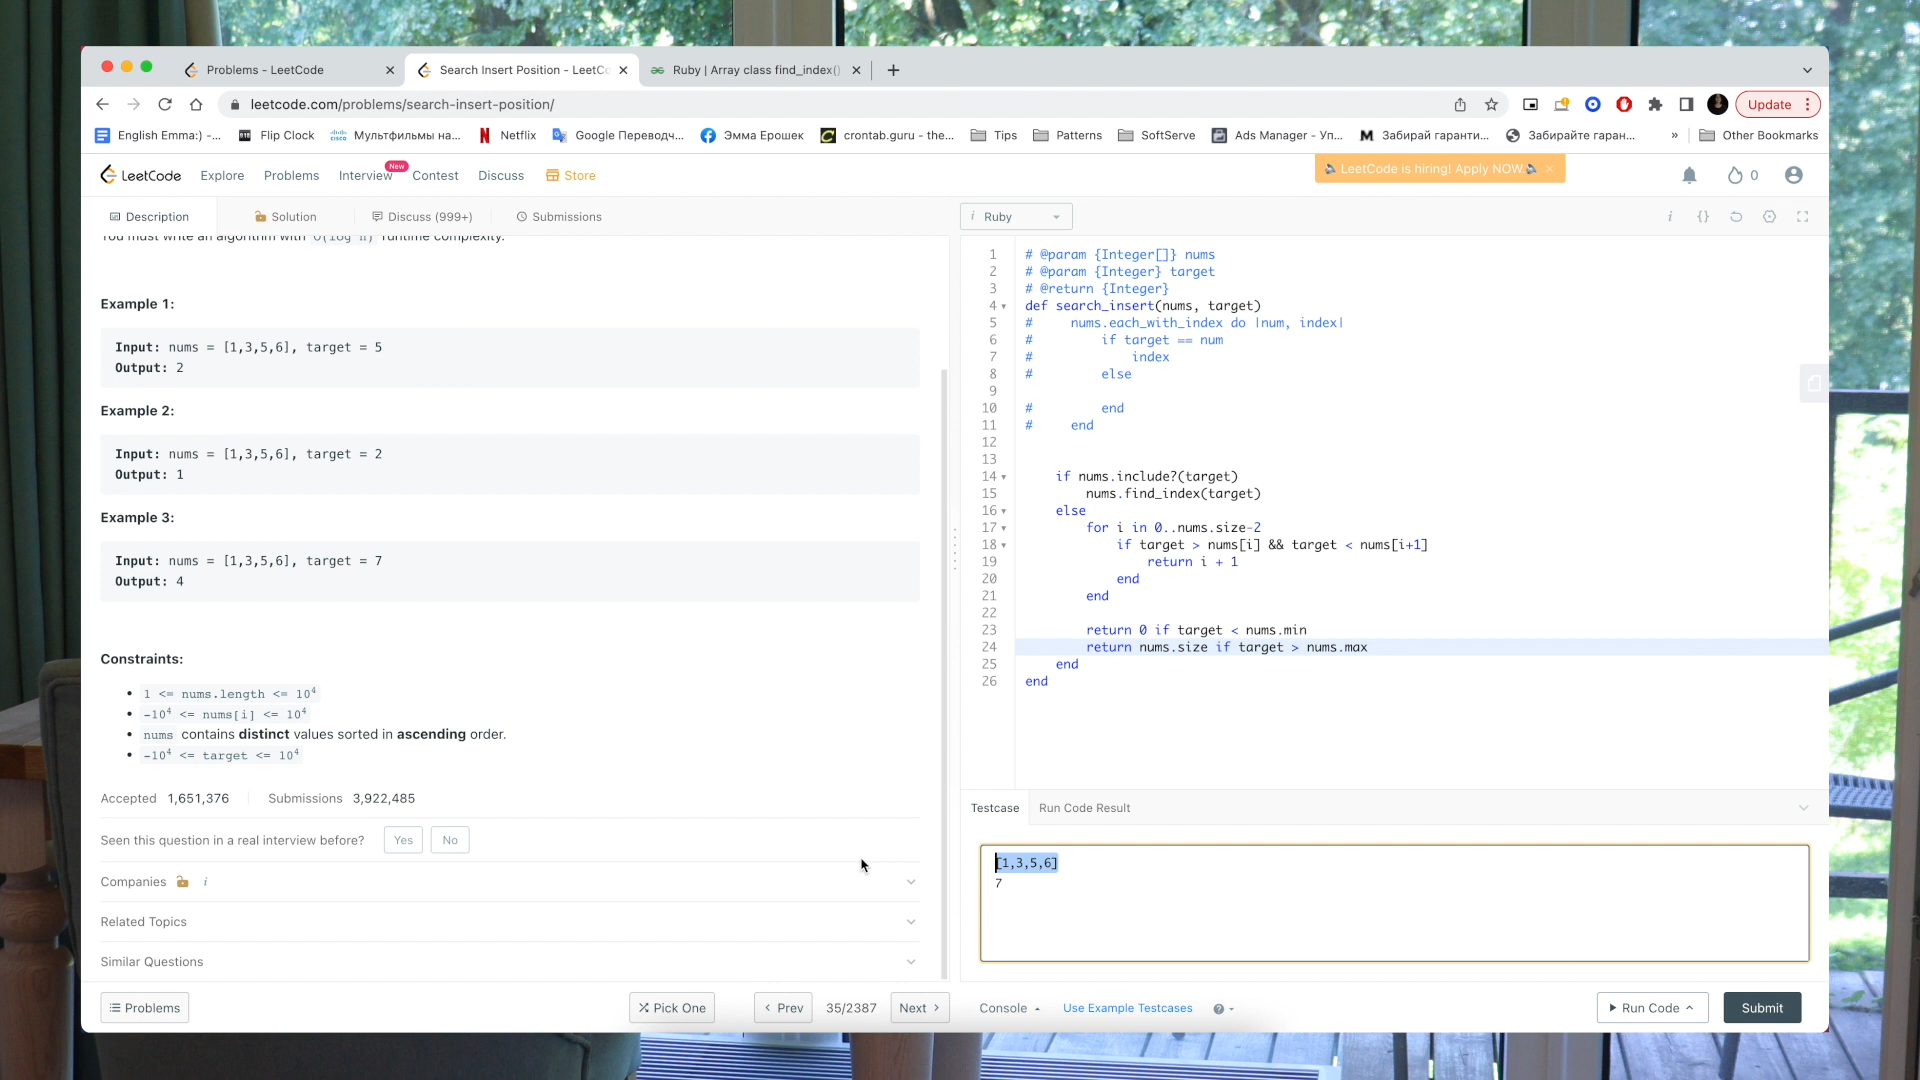 Problems - LeetCode
Search Insert Position - LeetC
Ruby | Array class find_index()
leetcode.com/problems/search-insert-position/
Update
English Emma:) -...
Flip Clock
Мультфильмы на...
Netflix
Google Переводч...
Эмма Ерошек
crontab.guru - the...
Tips
Patterns
SoftServe
Ads Manager - Уп...
Забирай гаранти...
Забирайте гаран...
»
Other Bookmarks
LeetCode
Explore
Problems
Interview
New
Contest
Discuss
Store
LeetCode is hiring! Apply NOW.
0
Description
Solution
Discuss (999+)
Submissions
i Ruby
You must write an algorithm with O(log n) runtime complexity.
Example 1:
Input: nums = [1,3,5,6], target = 5
Output: 2
Example 2:
Input: nums = [1,3,5,6], target = 2
Output: 1
Example 3:
Input: nums = [1,3,5,6], target = 7
Output: 4
Constraints:
• 1 <= nums.length <= 10⁴
• -10⁴ <= nums[i] <= 10⁴
• nums contains distinct values sorted in ascending order.
• -10⁴ <= target <= 10⁴
Accepted 1,651,376
Submissions 3,922,485
Seen this question in a real interview before?
Yes
No
Companies i
Related Topics
Similar Questions
Problems
Pick One
< Prev
35/2387
Next >
1 # @param {Integer[]} nums
2 # @param {Integer} target
3 # @return {Integer}
4 def search_insert(nums, target)
5 #     nums.each_with_index do |num, index|
6 #         if target == num
7 #             index
8 #         else
9
10 #         end
11 #     end
12
13
14     if nums.include?(target)
15         nums.find_index(target)
16     else
17         for i in 0..nums.size-2
18             if target > nums[i] && target < nums[i+1]
19                 return i + 1
20             end
21         end
22
23         return 0 if target < nums.min
24         return nums.size if target > nums.max
25     end
26 end
Testcase
Run Code Result
[1,3,5,6]
7
Console
Use Example Testcases
?
Run Code
Submit